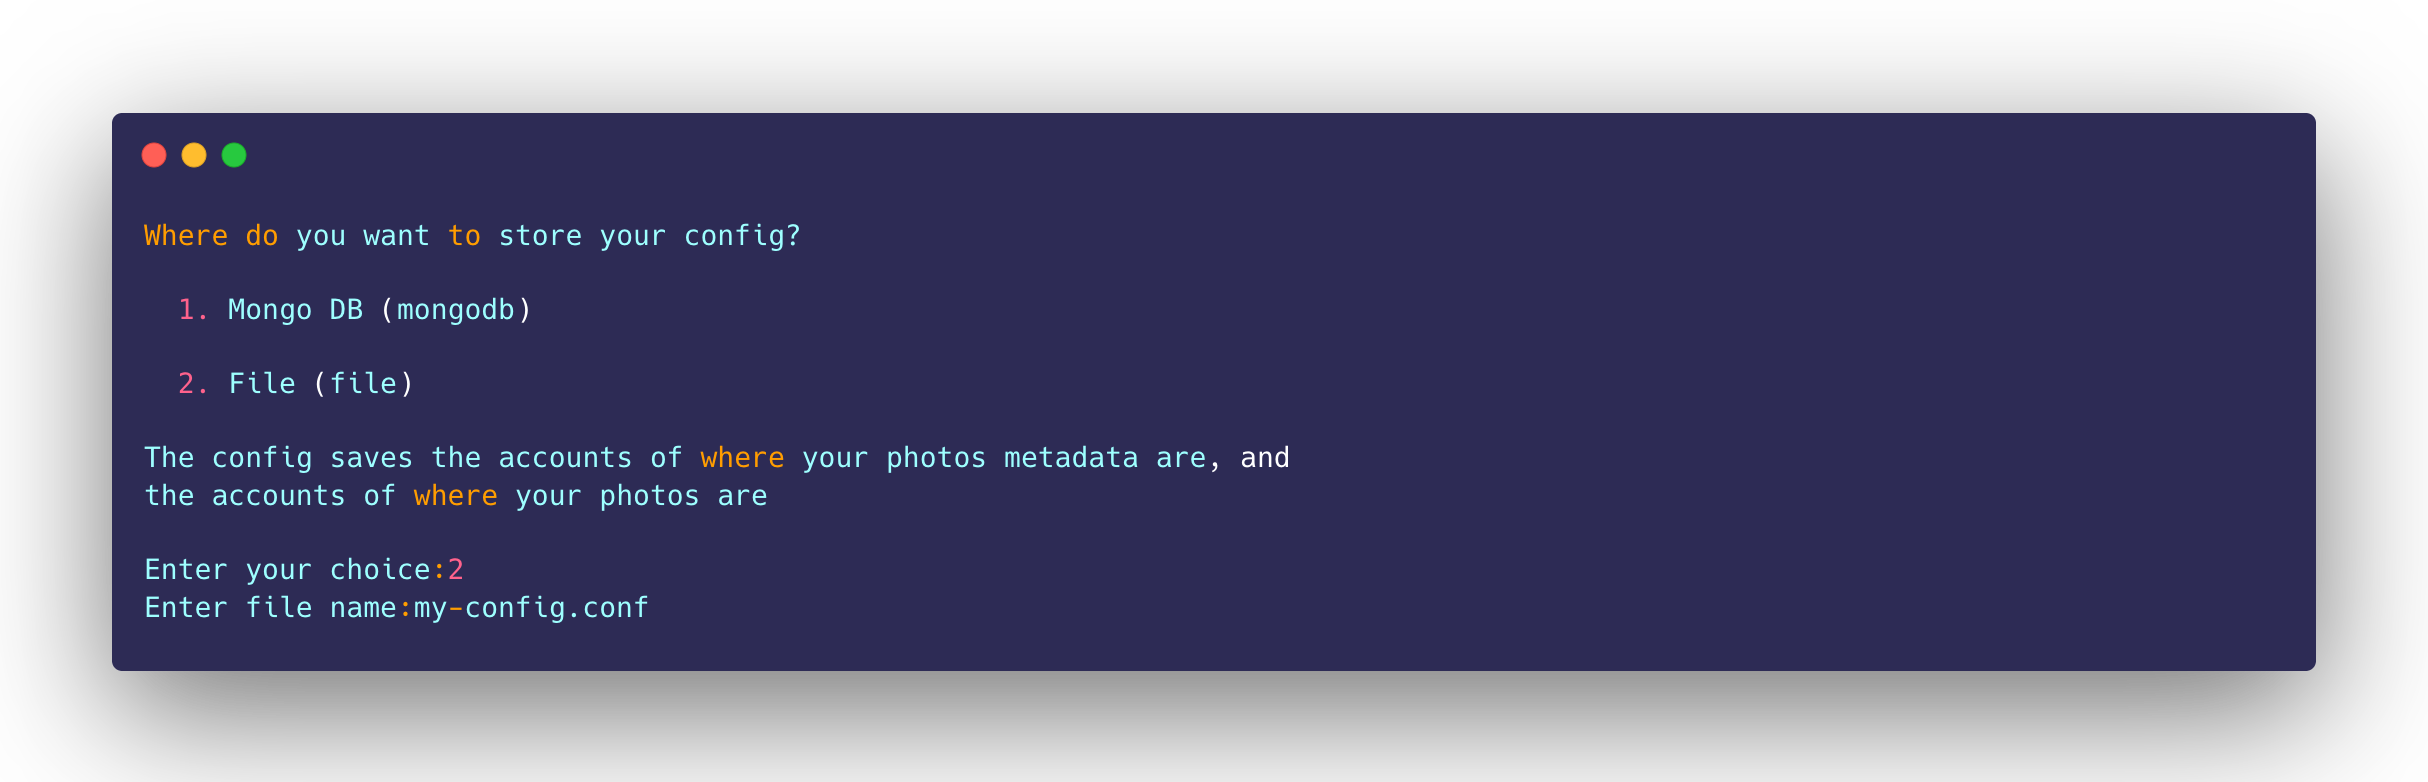 Where do you want to store your config?
1. Mongo DB (mongodb)
2. File (file)
The config saves the accounts of where your photos metadata are, and
the accounts of where your photos are
Enter your choice:2
Enter file name:my-config.conf